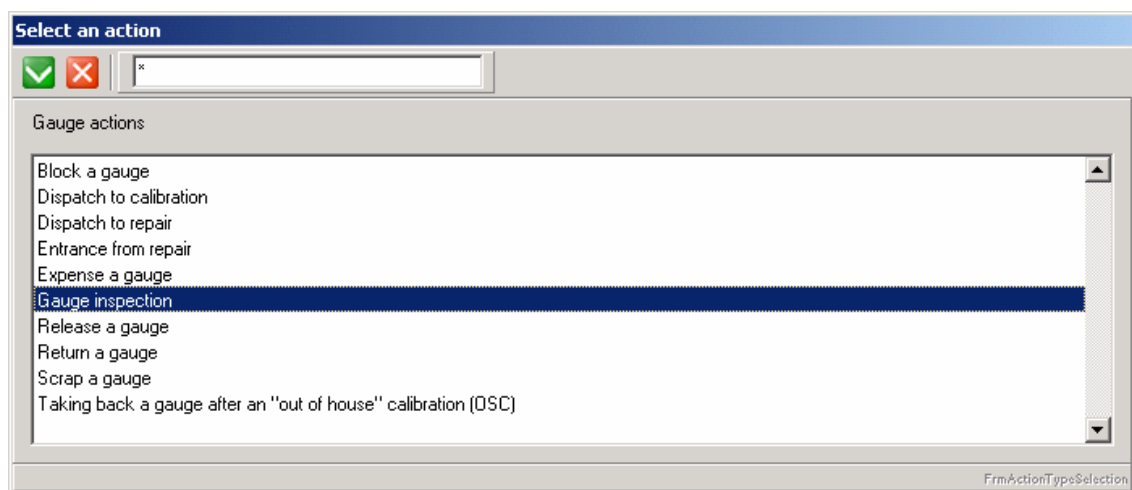 Select an action
*
Gauge actions
Block a gauge
Dispatch to calibration
Dispatch to repair
Entrance from repair
Expense a gauge
Gauge inspection
Release a gauge
Return a gauge
Scrap a gauge
Taking back a gauge after an "out of house" calibration (OSC)
FrmActionTypeSelection